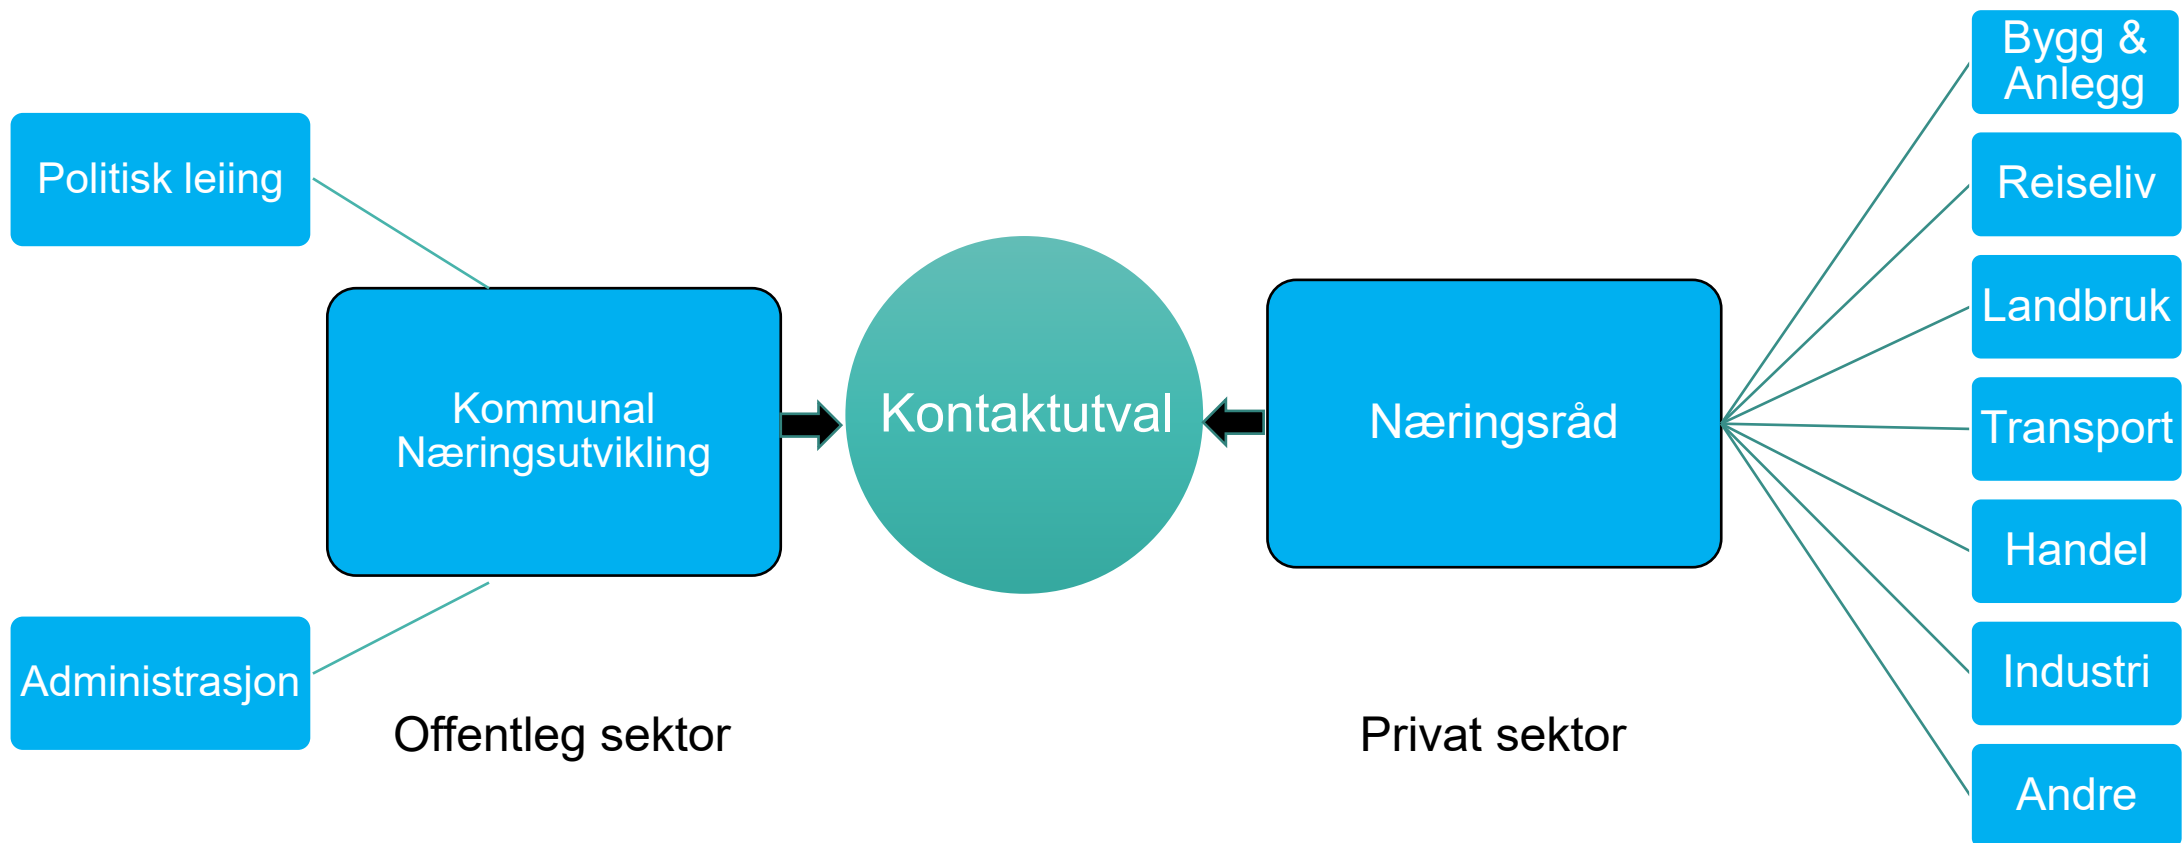 Politisk leiing
Administrasjon
Kommunal
Næringsutvikling
Offentleg sektor
Kontaktutval
Næringsråd
Privat sektor
Bygg &
Anlegg
Reiseliv
Landbruk
Transport
Handel
Industri
Andre